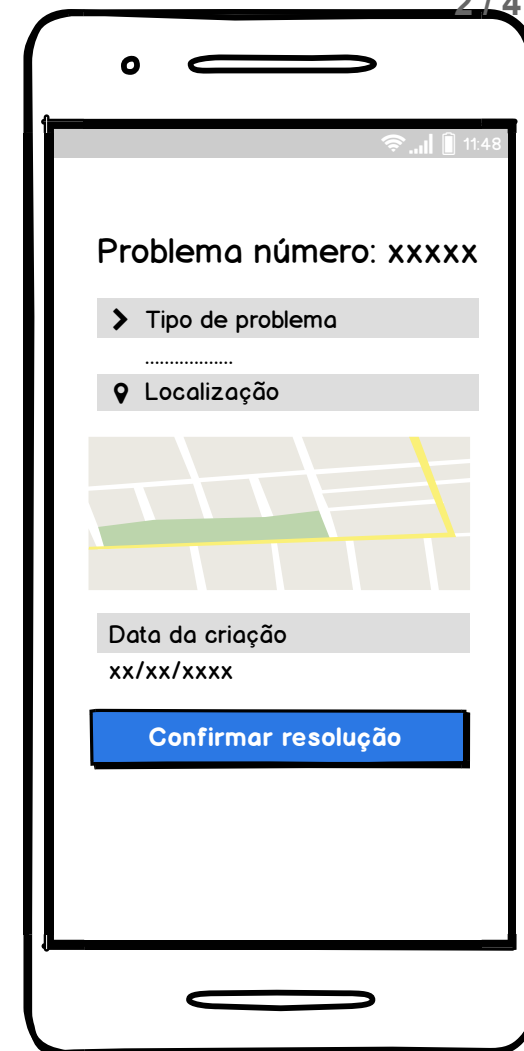 2 / 4
11:48
Problema número: xxxxx
Tipo de problema
..................
Localização
Data da criação
xx/xx/xxxx
Confirmar resolução